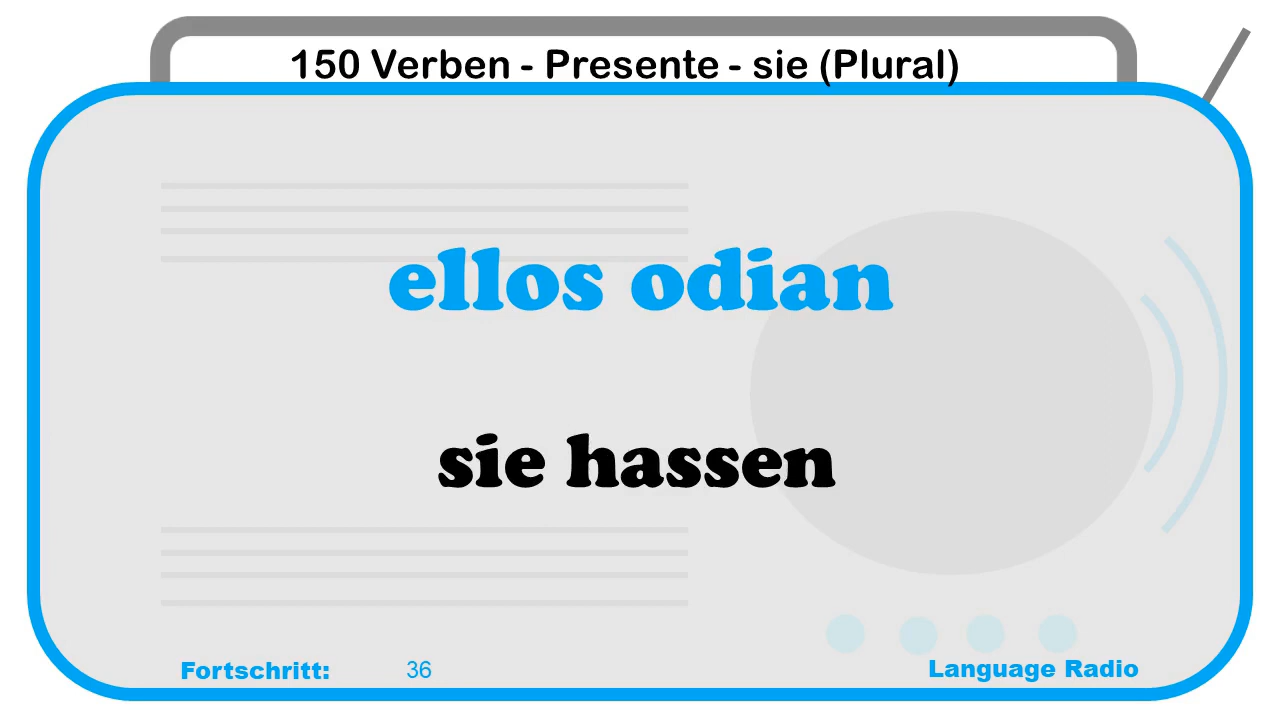 150 Verben - Presente - sie (Plural)
ellos odian
sie hassen
Fortschritt: 36
Language Radio